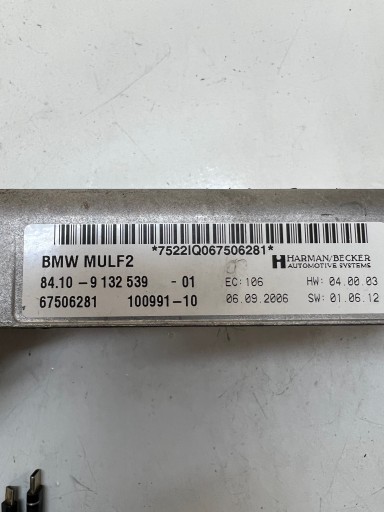 *7522IQ067506281*
BMW MULF2
HARMAN/BECKER
AUTOMOTIVE SYSTEMS
84.10 - 9 132 539 - 01 EC: 106 HW: 04.00.03
67506281 100991-10 06.09.2006 SW: 01.06.12